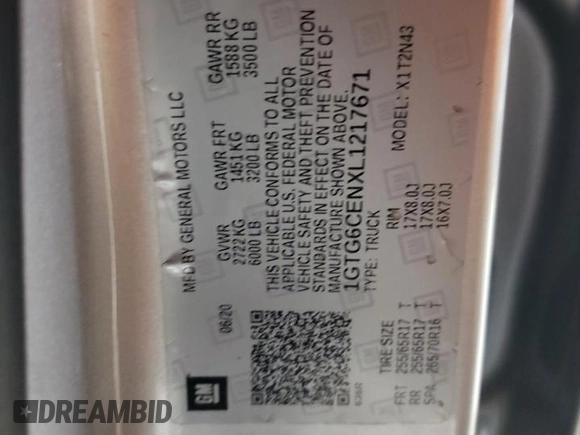 MFD BY GENERAL MOTORS LLC
06/20
GVWR GAWR FRT GAWR RR
2722 KG 1451 KG 1588 KG
6000 LB 3200 LB 3500 LB
THIS VEHICLE CONFORMS TO ALL
APPLICABLE U.S. FEDERAL MOTOR
VEHICLE SAFETY AND THEFT PREVENTION
STANDARDS IN EFFECT ON THE DATE OF
MANUFACTURE SHOWN ABOVE.
1GTG6CENXL1217671
TYPE: TRUCK
MODEL: X1T2N43
TIRE SIZE RIM
FRT 255/65R17 T 17X8.0J
RR 255/65R17 T 17X8.0J
SPA 265/70R16 T 16X7.0J
GM
DREAMBID